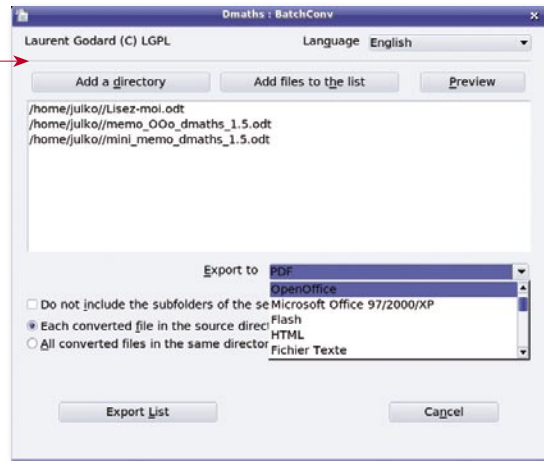 Dmaths : BatchConv
Laurent Godard (C) LGPL
Language English
Add a directory
Add files to the list
Preview
/home/julko//Lisez-moi.odt
/home/julko//memo_OOo_dmaths_1.5.odt
/home/julko//mini_memo_dmaths_1.5.odt
Export to PDF
OpenOffice
Do not include the subfolders of the se
Microsoft Office 97/2000/XP
Flash
Each converted file in the source direct
HTML
All converted files in the same director
Fichier Texte
Export List
Cancel